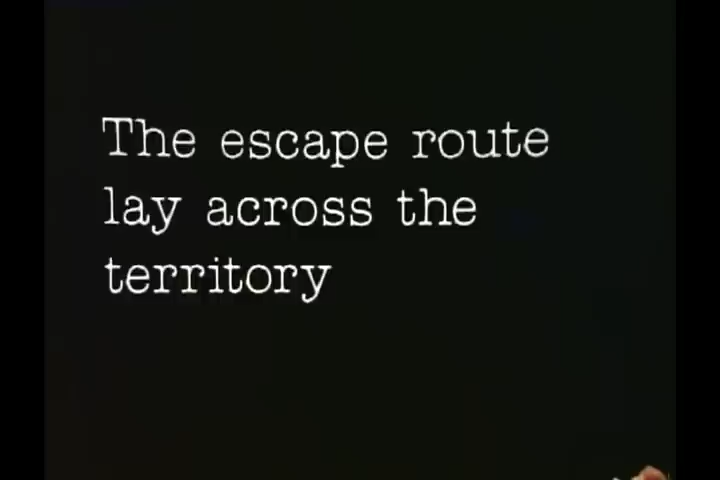 The escape route
lay across the
territory